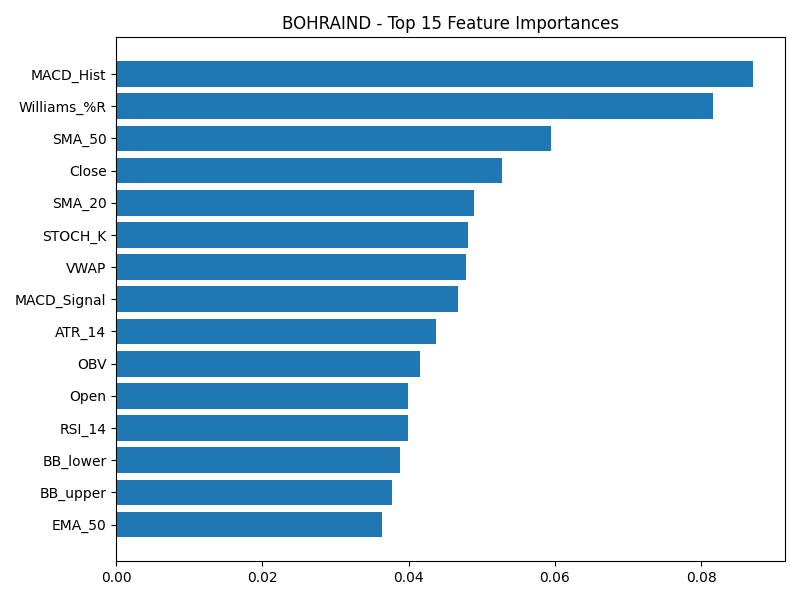 BOHRAIND - Top 15 Feature Importances
MACD_Hist
Williams_%R
SMA_50
Close
SMA_20
STOCH_K
VWAP
MACD_Signal
ATR_14
OBV
Open
RSI_14
BB_lower
BB_upper
EMA_50
0.00 0.02 0.04 0.06 0.08